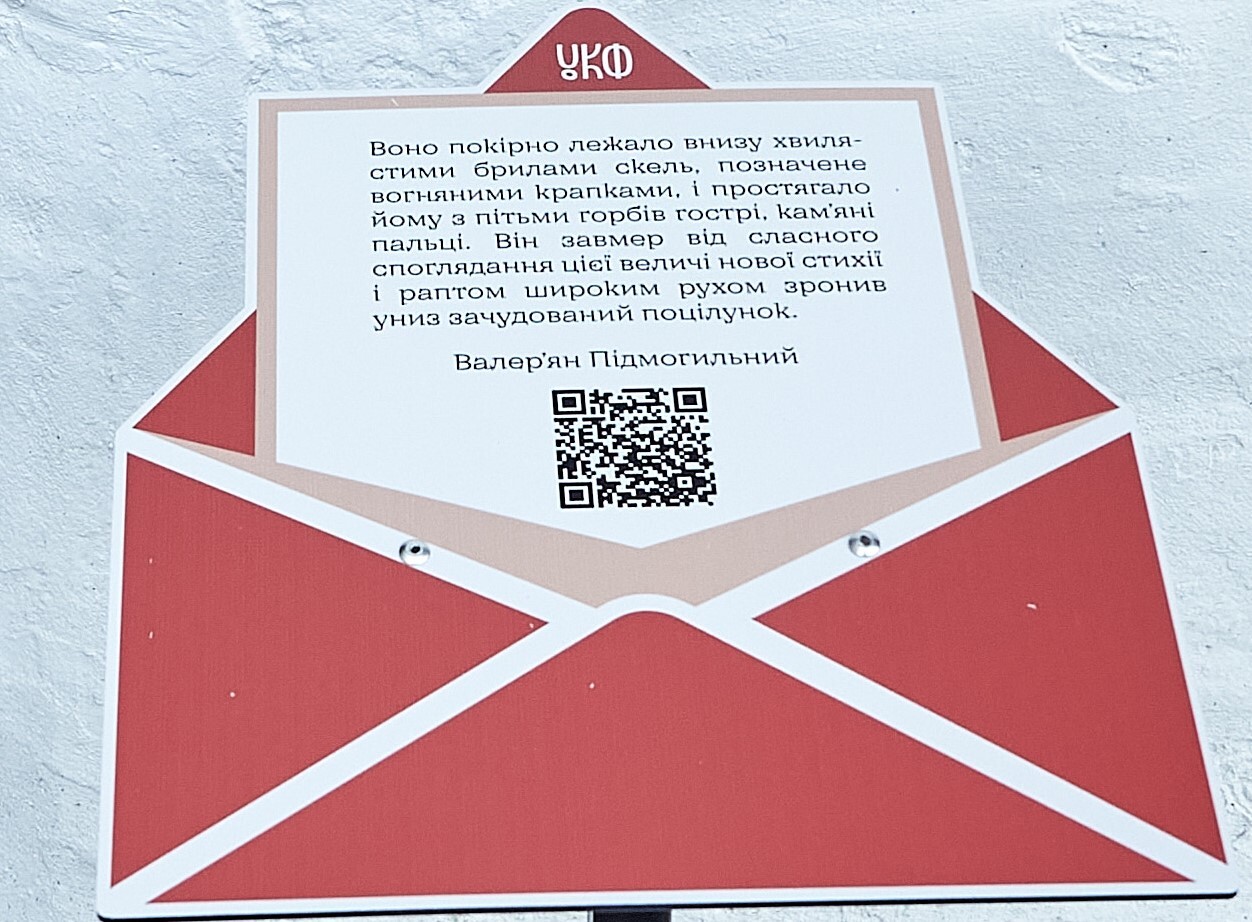 УКФ
Воно покірно лежало внизу хвиля-
стими брилами скель, позначене
вогняними крапками, і простягало
йому з пітьми горбів гострі, кам'яні
пальці. Він завмер від сласного
споглядання цієї величі нової стихії
і раптом широким рухом зронив
униз зачудований поцілунок.
Валер'ян Підмогильний